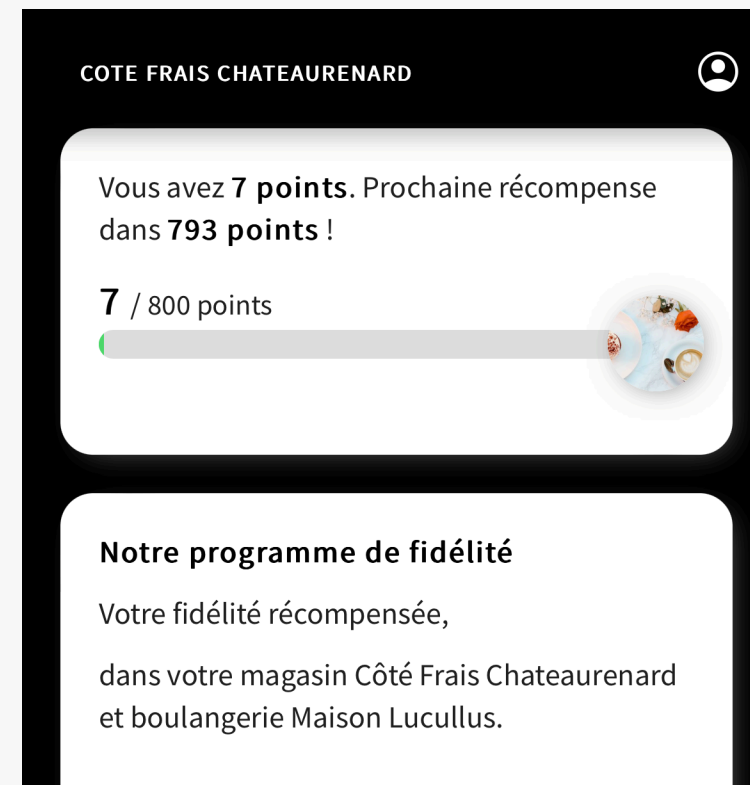 COTE FRAIS CHATEAURENARD
Vous avez 7 points. Prochaine récompense
dans 793 points !
7 / 800 points
Notre programme de fidélité
Votre fidélité récompensée,
dans votre magasin Côté Frais Chateaurenard
et boulangerie Maison Lucullus.